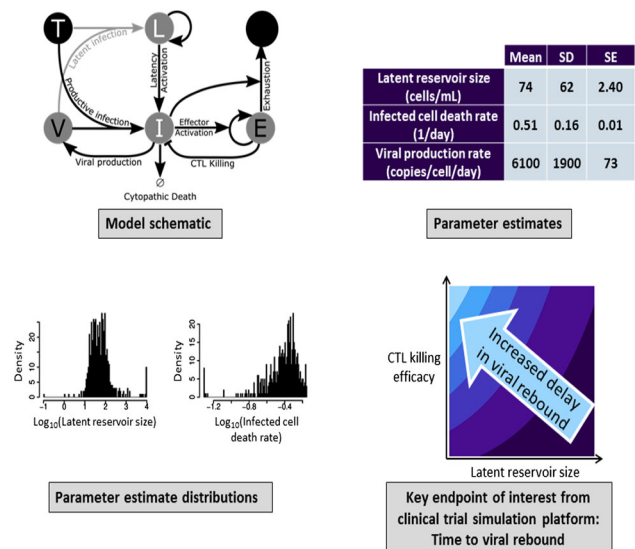 T
L
Latent infection
Latency
Activation
Productive infection
Exhaustion
V
I
Effector
Activation
E
Viral production
CTL Killing
∅
Cytopathic Death
Model schematic
Mean SD SE
Latent reservoir size
(cells/mL)
74 62 2.40
Infected cell death rate
(1/day)
0.51 0.16 0.01
Viral production rate
(copies/cell/day)
6100 1900 73
Parameter estimates
Density
0 5 10 20
-1 0 1 2 3 4
Log10(Latent reservoir size)
Density
0 5 10 15 20
-1.2 -0.8 -0.4
Log10(Infected cell
death rate)
Parameter estimate distributions
CTL killing
efficacy
Increased delay
in viral rebound
Latent reservoir size
Key endpoint of interest from
clinical trial simulation platform:
Time to viral rebound